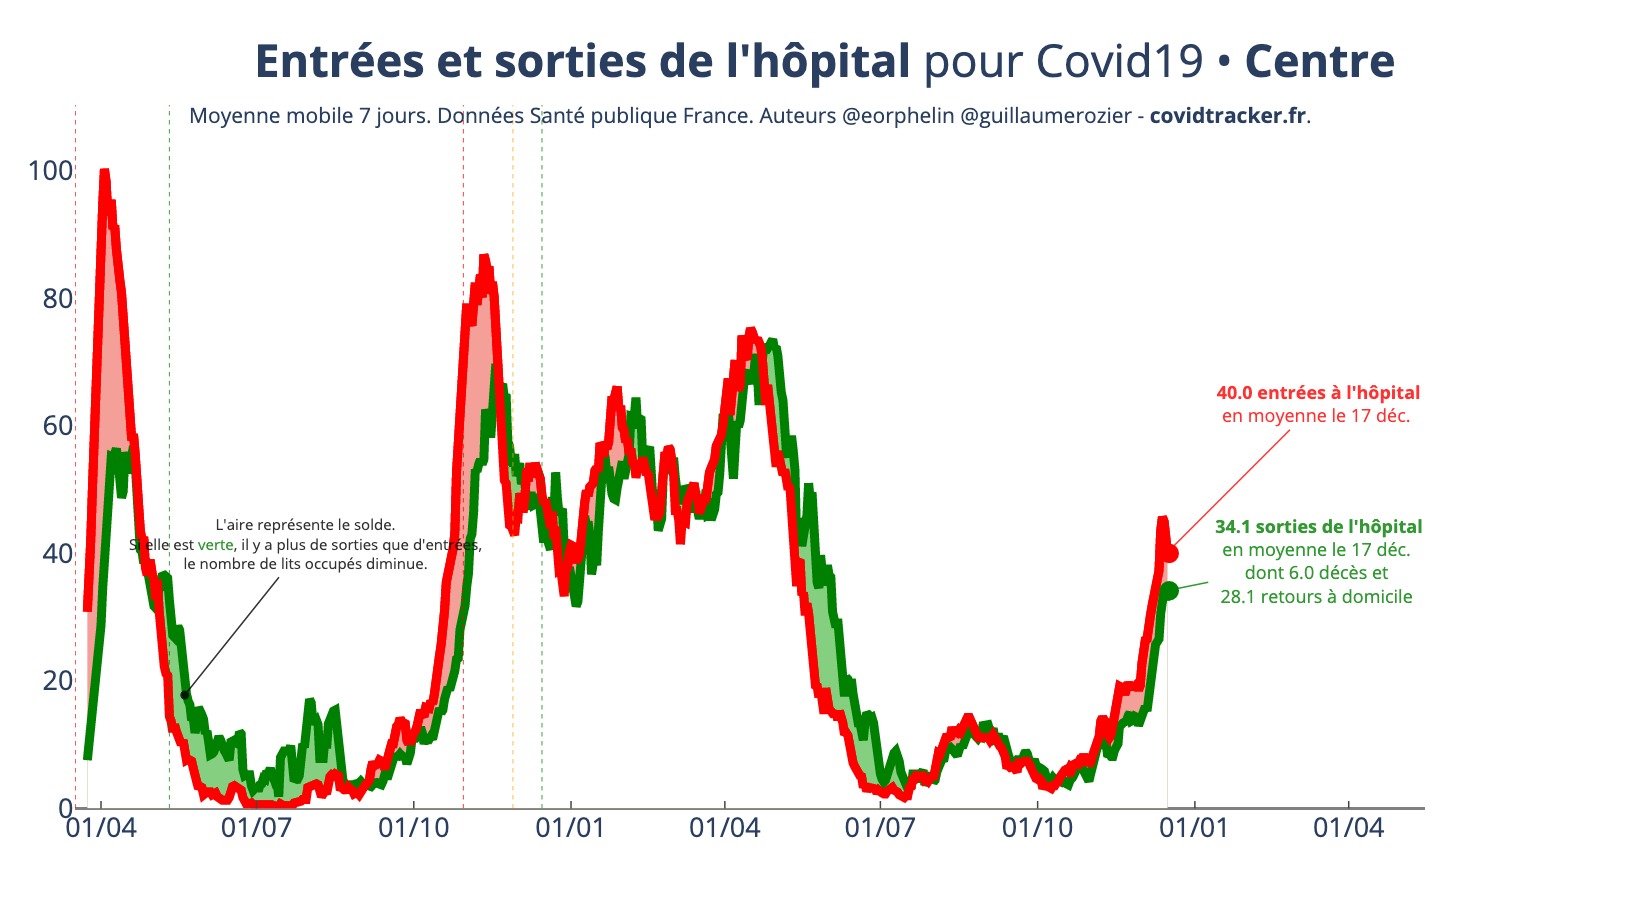 Entrées et sorties de l'hôpital pour Covid19 • Centre
Moyenne mobile 7 jours. Données Santé publique France. Auteurs @eorphelin @guillaumerozier - covidtracker.fr.
100
80
60
40
20
0
40.0 entrées à l'hôpital
en moyenne le 17 déc.
34.1 sorties de l'hôpital
en moyenne le 17 déc.
dont 6.0 décès et
28.1 retours à domicile
L'aire représente le solde.
Si elle est verte, il y a plus de sorties que d'entrées,
le nombre de lits occupés diminue.
01/04 01/07 01/10 01/01 01/04 01/07 01/10 01/01 01/04